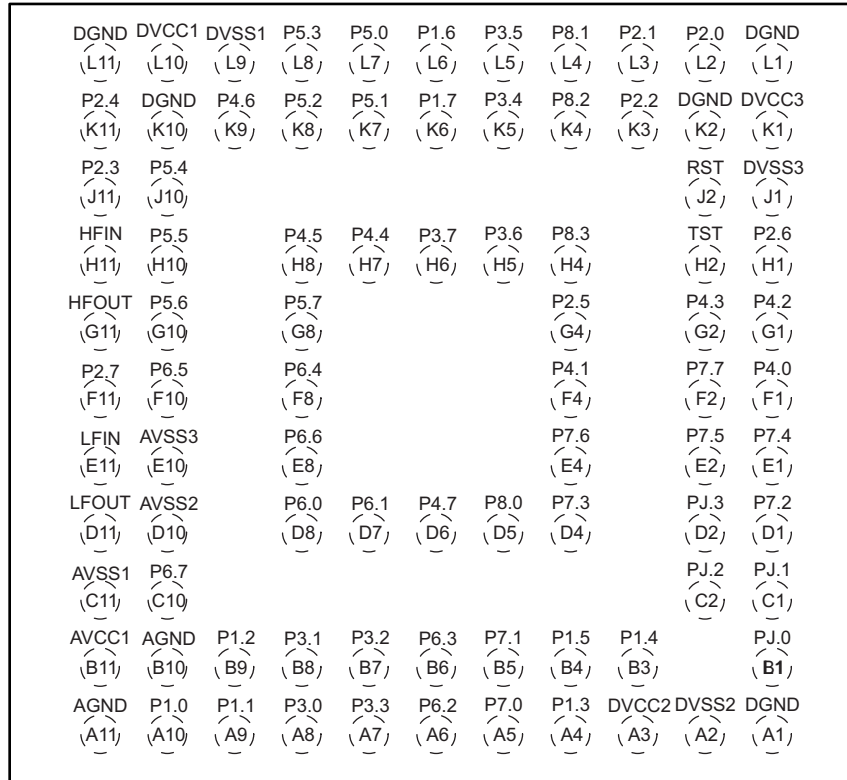 DGND DVCC1 DVSS1 P5.3 P5.0 P1.6 P3.5 P8.1 P2.1 P2.0 DGND
L11 L10 L9 L8 L7 L6 L5 L4 L3 L2 L1
P2.4 DGND P4.6 P5.2 P5.1 P1.7 P3.4 P8.2 P2.2 DGND DVCC3
K11 K10 K9 K8 K7 K6 K5 K4 K3 K2 K1
P2.3 P5.4 RST DVSS3
J11 J10 J2 J1
HFIN P5.5 P4.5 P4.4 P3.7 P3.6 P8.3 TST P2.6
H11 H10 H8 H7 H6 H5 H4 H2 H1
HFOUT P5.6 P5.7 P2.5 P4.3 P4.2
G11 G10 G8 G4 G2 G1
P2.7 P6.5 P6.4 P4.1 P7.7 P4.0
F11 F10 F8 F4 F2 F1
LFIN AVSS3 P6.6 P7.6 P7.5 P7.4
E11 E10 E8 E4 E2 E1
LFOUT AVSS2 P6.0 P6.1 P4.7 P8.0 P7.3 PJ.3 P7.2
D11 D10 D8 D7 D6 D5 D4 D2 D1
AVSS1 P6.7 PJ.2 PJ.1
C11 C10 C2 C1
AVCC1 AGND P1.2 P3.1 P3.2 P6.3 P7.1 P1.5 P1.4 PJ.0
B11 B10 B9 B8 B7 B6 B5 B4 B3 B1
AGND P1.0 P1.1 P3.0 P3.3 P6.2 P7.0 P1.3 DVCC2 DVSS2 DGND
A11 A10 A9 A8 A7 A6 A5 A4 A3 A2 A1